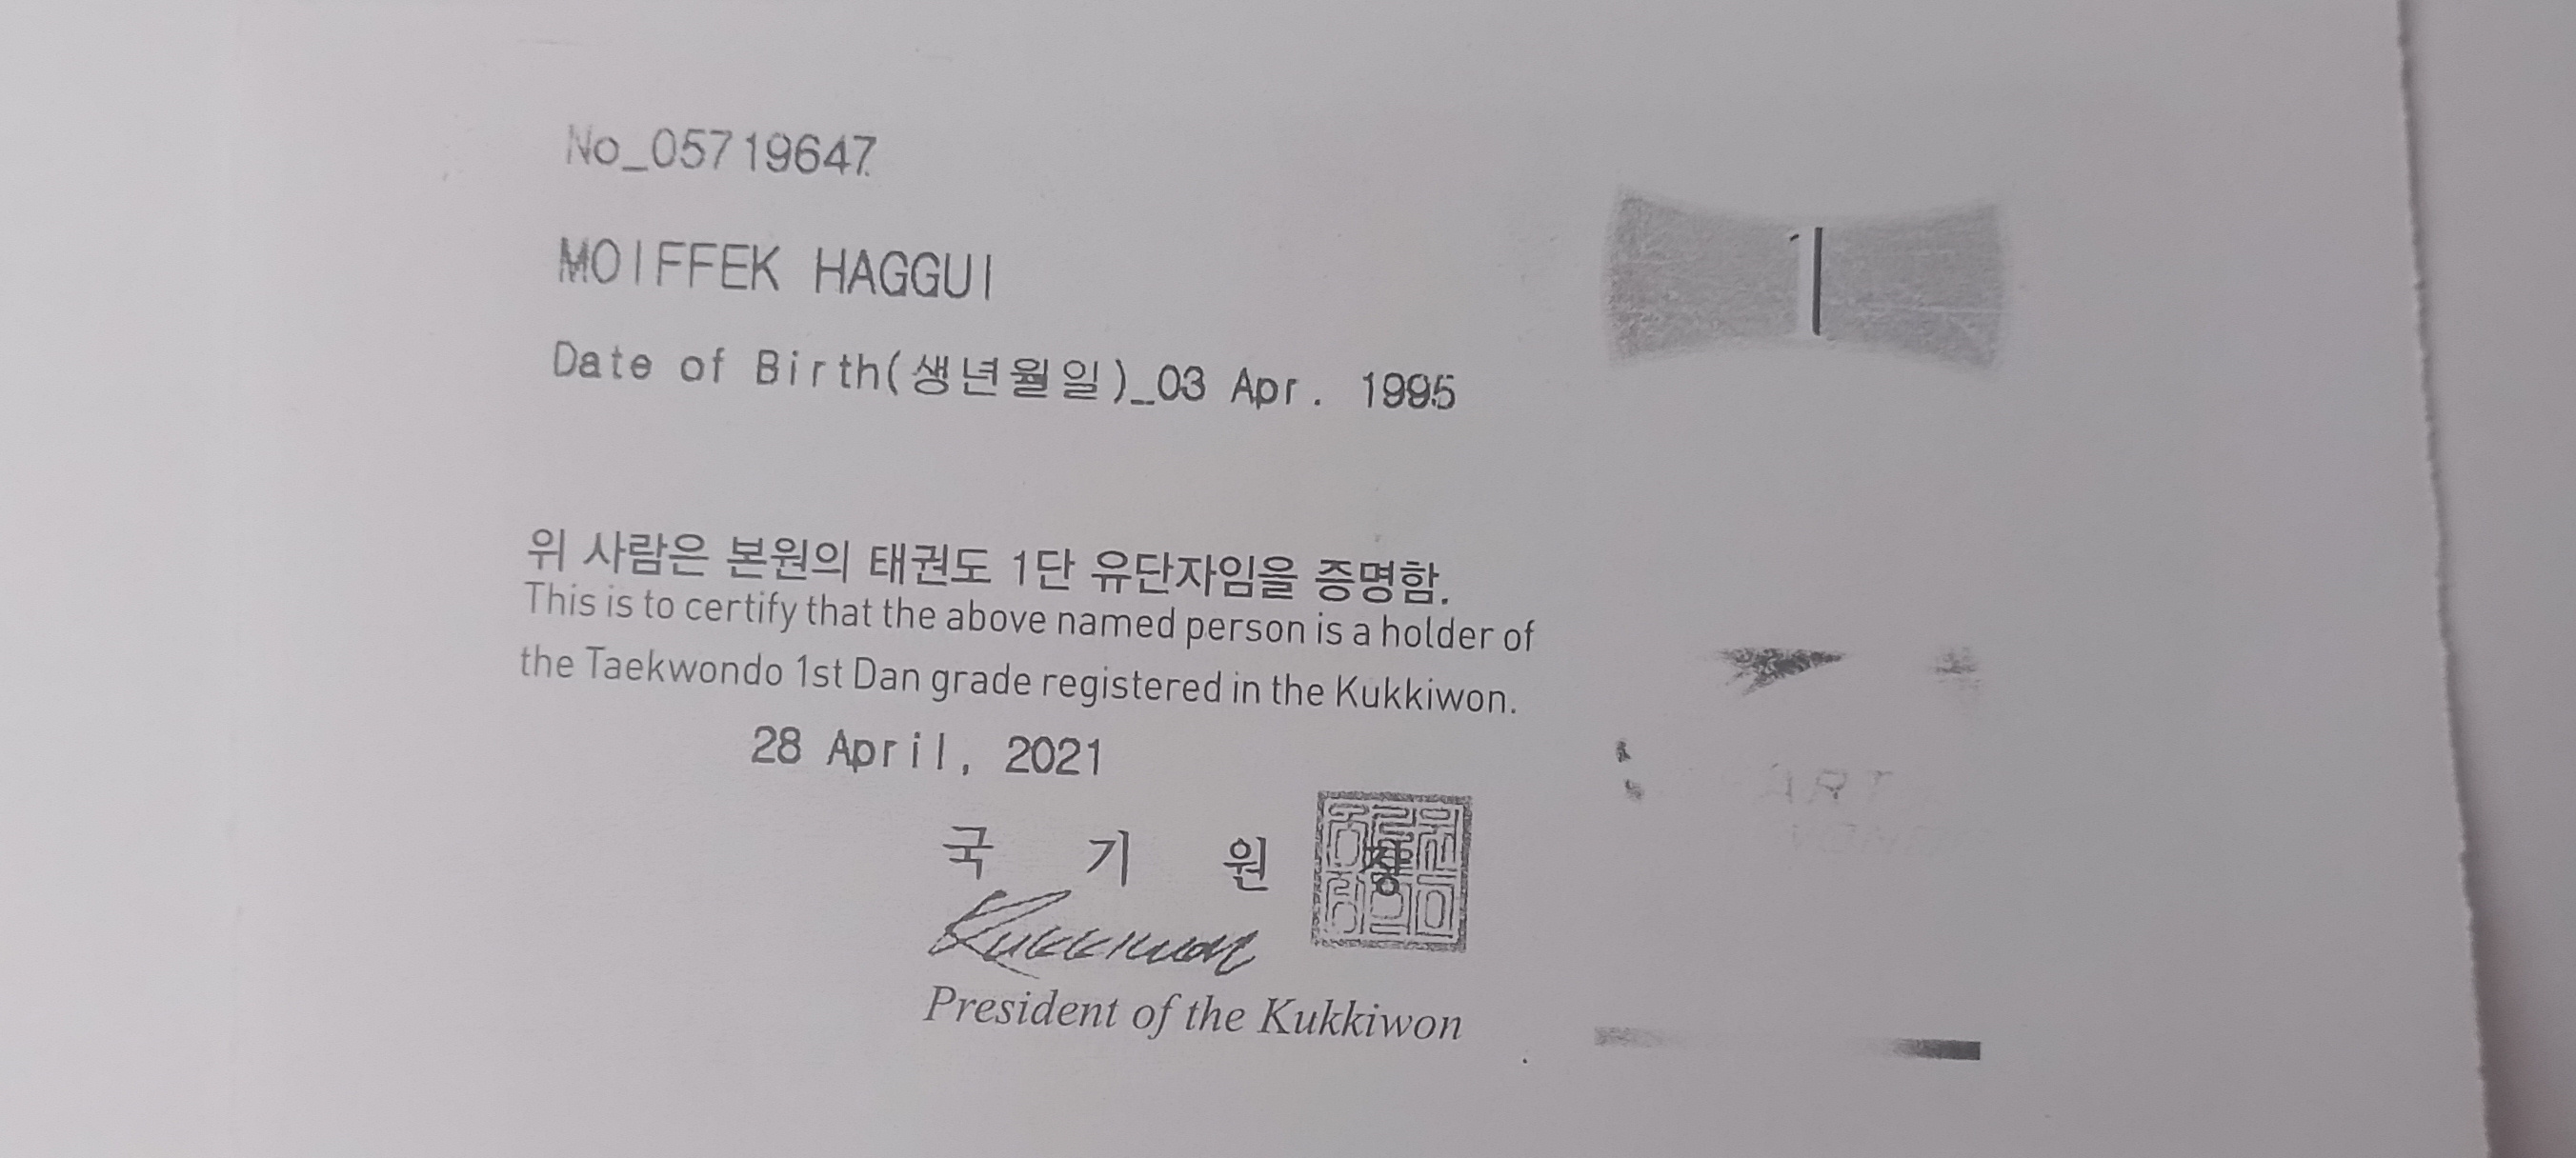 No_05719647
1
MOIFFEK HAGGUI
Date of Birth(생년월일)_03 Apr. 1995
위 사람은 본원의 태권도 1단 유단자임을 증명함.
This is to certify that the above named person is a holder of
the Taekwondo 1st Dan grade registered in the Kukkiwon.
28 April, 2021
국 기 원 장
Kukkiwon
President of the Kukkiwon